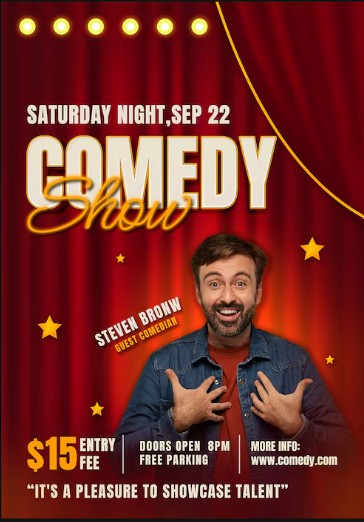 SATURDAY NIGHT,SEP 22
COMEDY
Show
STEVEN BRONW
GUEST COMEDIAN
$15 ENTRY FEE
DOORS OPEN 8PM
FREE PARKING
MORE INFO:
www.comedy.com
“IT'S A PLEASURE TO SHOWCASE TALENT”